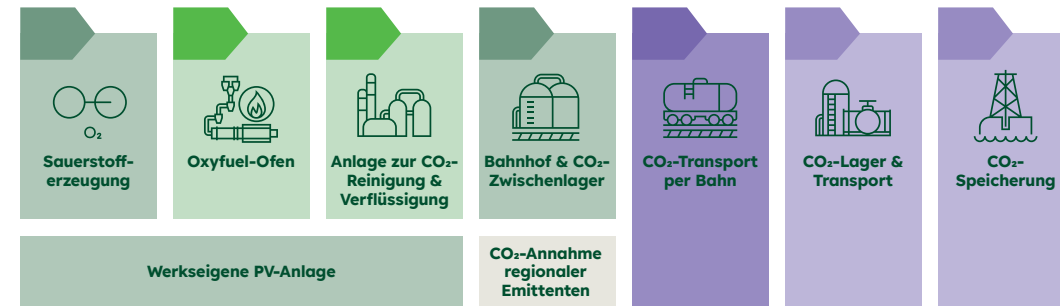 O₂
Sauerstoff-
erzeugung
Oxyfuel-Ofen
Anlage zur CO₂-
Reinigung &
Verflüssigung
Bahnhof & CO₂-
Zwischenlager
CO₂-Transport
per Bahn
CO₂-Lager &
Transport
CO₂-
Speicherung
Werkseigene PV-Anlage
CO₂-Annahme
regionaler
Emittenten